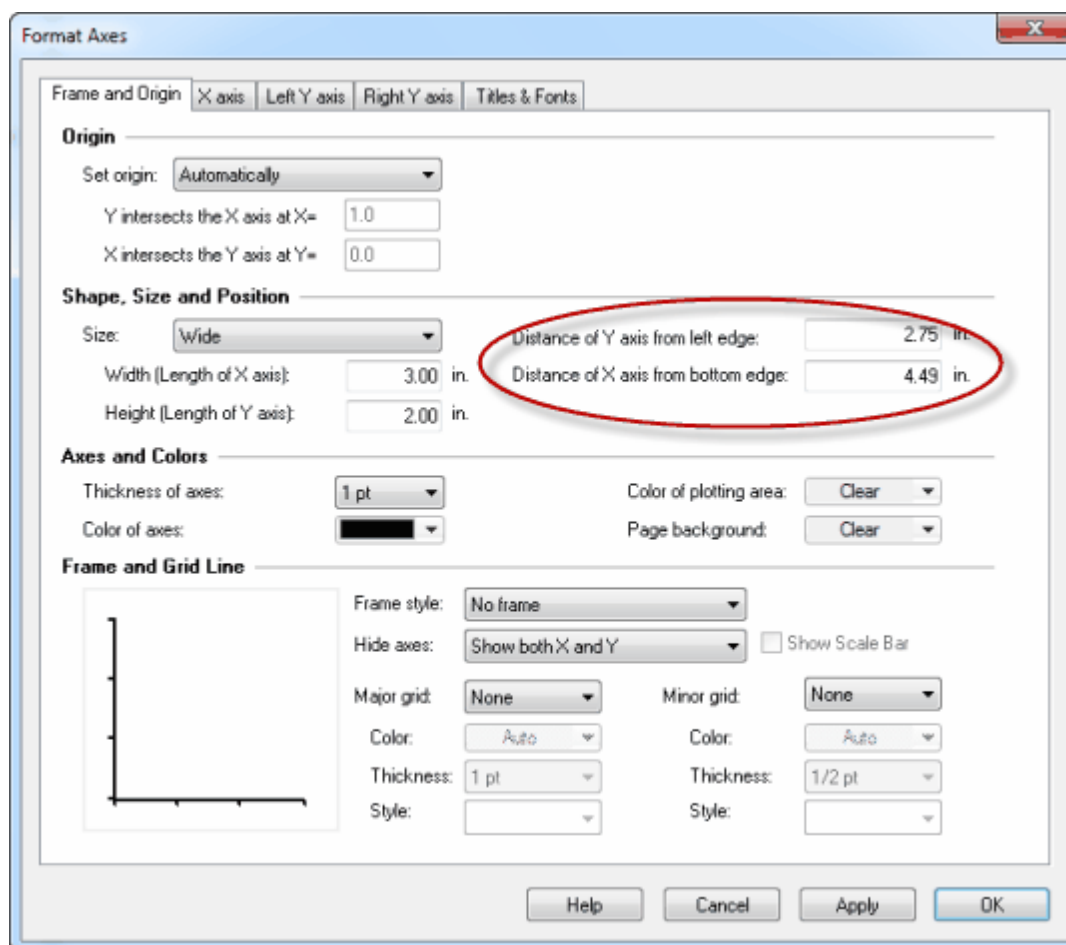 Format Axes
Frame and Origin X axis Left Y axis Right Y axis Titles & Fonts
Origin
Set origin: Automatically
Y intersects the X axis at X= 1.0
X intersects the Y axis at Y= 0.0
Shape, Size and Position
Size: Wide Distance of Y axis from left edge: 2.75 in.
Width (Length of X axis): 3.00 in. Distance of X axis from bottom edge: 4.49 in.
Height (Length of Y axis): 2.00 in.
Axes and Colors
Thickness of axes: 1 pt Color of plotting area: Clear
Color of axes: Page background: Clear
Frame and Grid Line
Frame style: No frame
Hide axes: Show both X and Y Show Scale Bar
Major grid: None Minor grid: None
Color: Auto Color: Auto
Thickness: 1 pt Thickness: 1/2 pt
Style: Style:
Help Cancel Apply OK